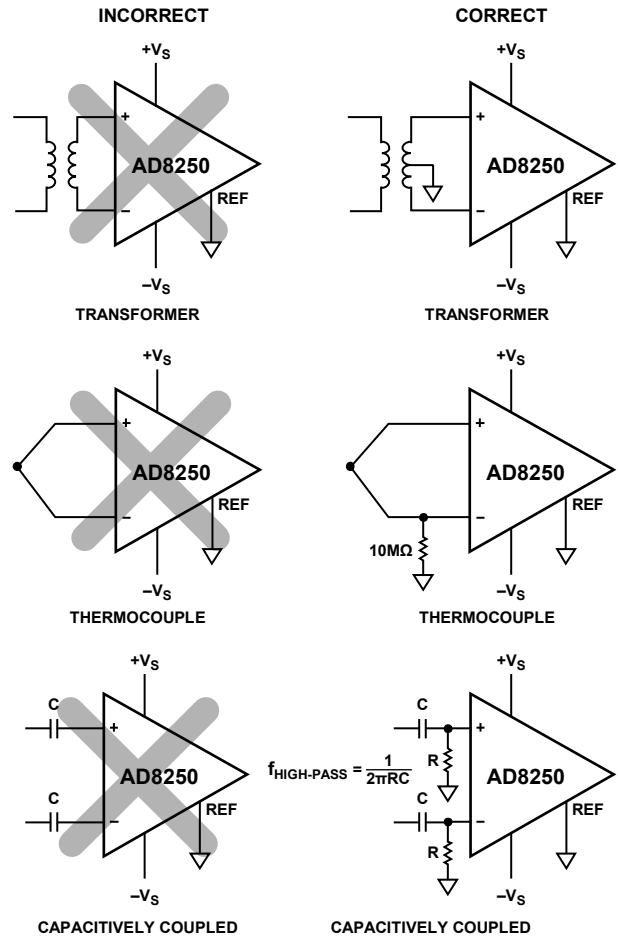 INCORRECT
CORRECT
+VS
+
AD8250
REF
−
−VS
TRANSFORMER
+VS
+
AD8250
REF
−
−VS
TRANSFORMER
+VS
+
AD8250
REF
−
−VS
THERMOCOUPLE
+VS
+
AD8250
REF
−
10MΩ
−VS
THERMOCOUPLE
+VS
C
+
AD8250
C
REF
−
−VS
CAPACITIVELY COUPLED
+VS
C
+
R
fHIGH-PASS = 1/2πRC
AD8250
C
REF
−
R
−VS
CAPACITIVELY COUPLED